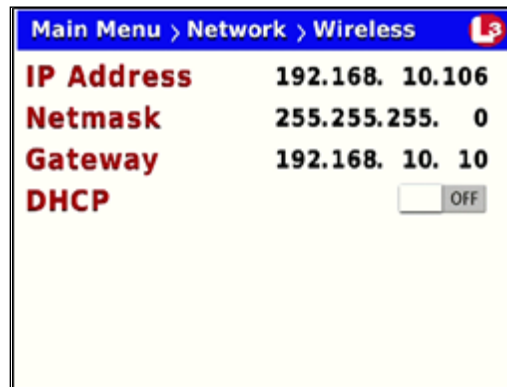 Main Menu > Network > Wireless L3
IP Address 192.168. 10.106
Netmask 255.255.255. 0
Gateway 192.168. 10. 10
DHCP OFF